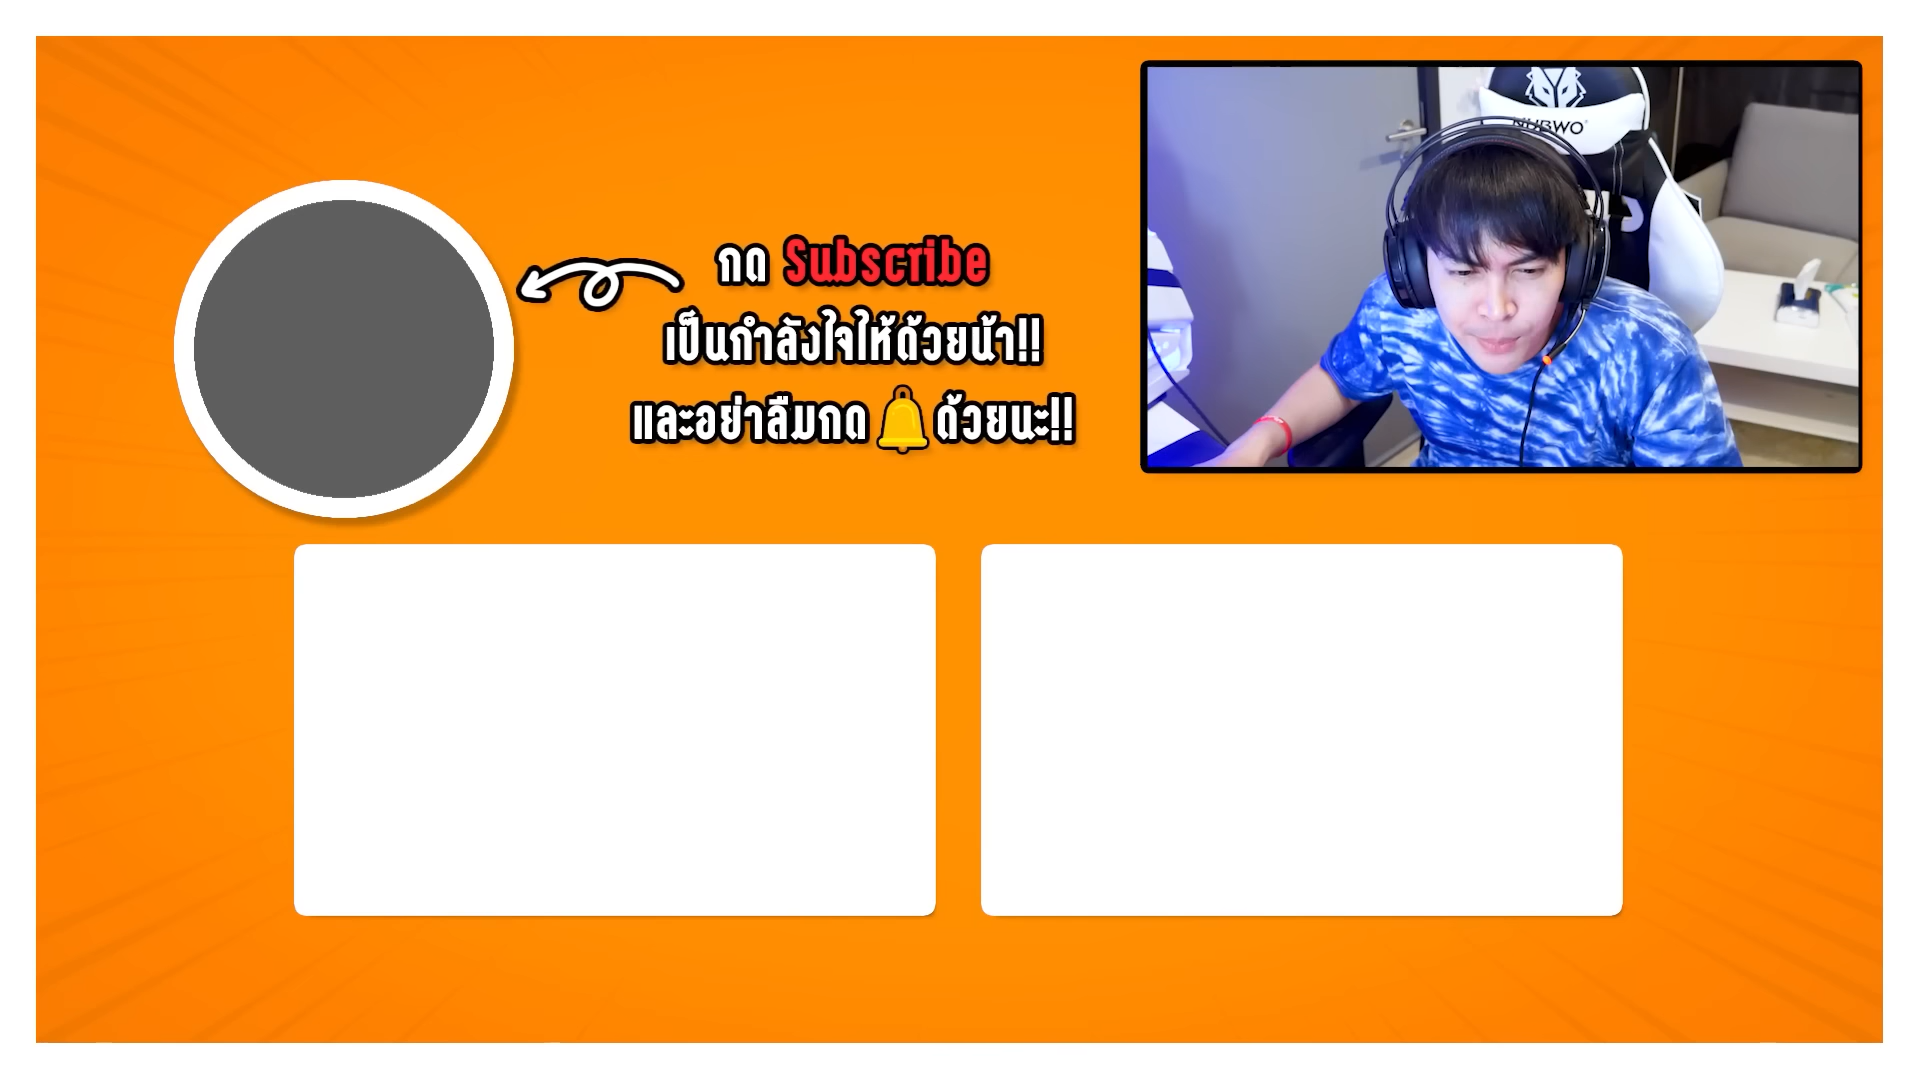 กด Subscribe
เป็นกำลังใจให้ด้วยน้า!!
และอย่าลืมกด ด้วยนะ!!
NUBWO